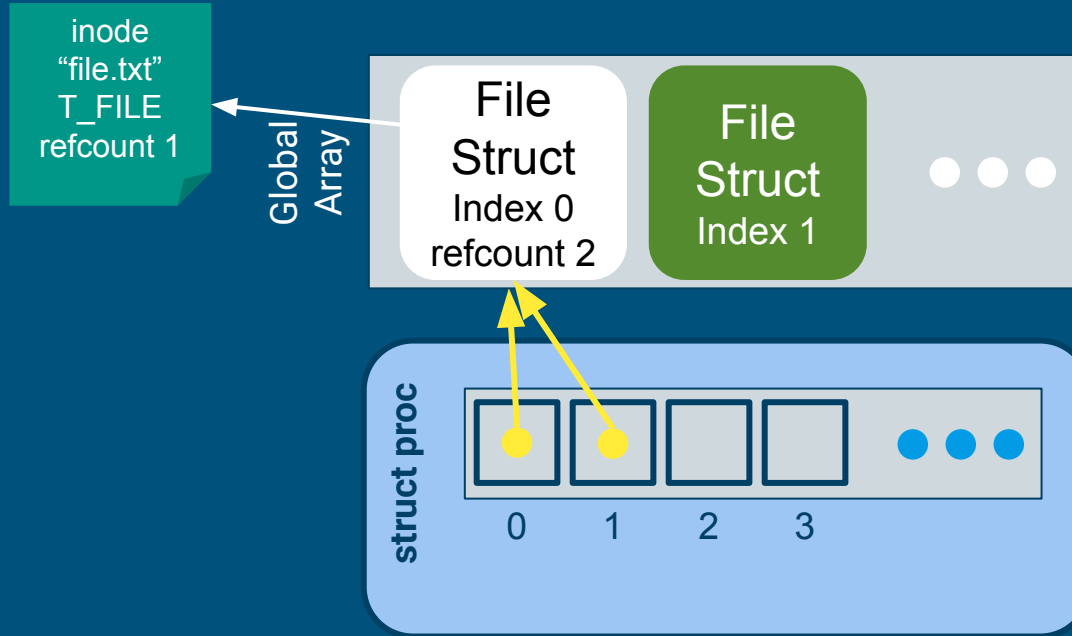 inode
“file.txt”
T_FILE
refcount 1
Global
Array
File
Struct
Index 0
refcount 2
File
Struct
Index 1
struct proc
0 1 2 3